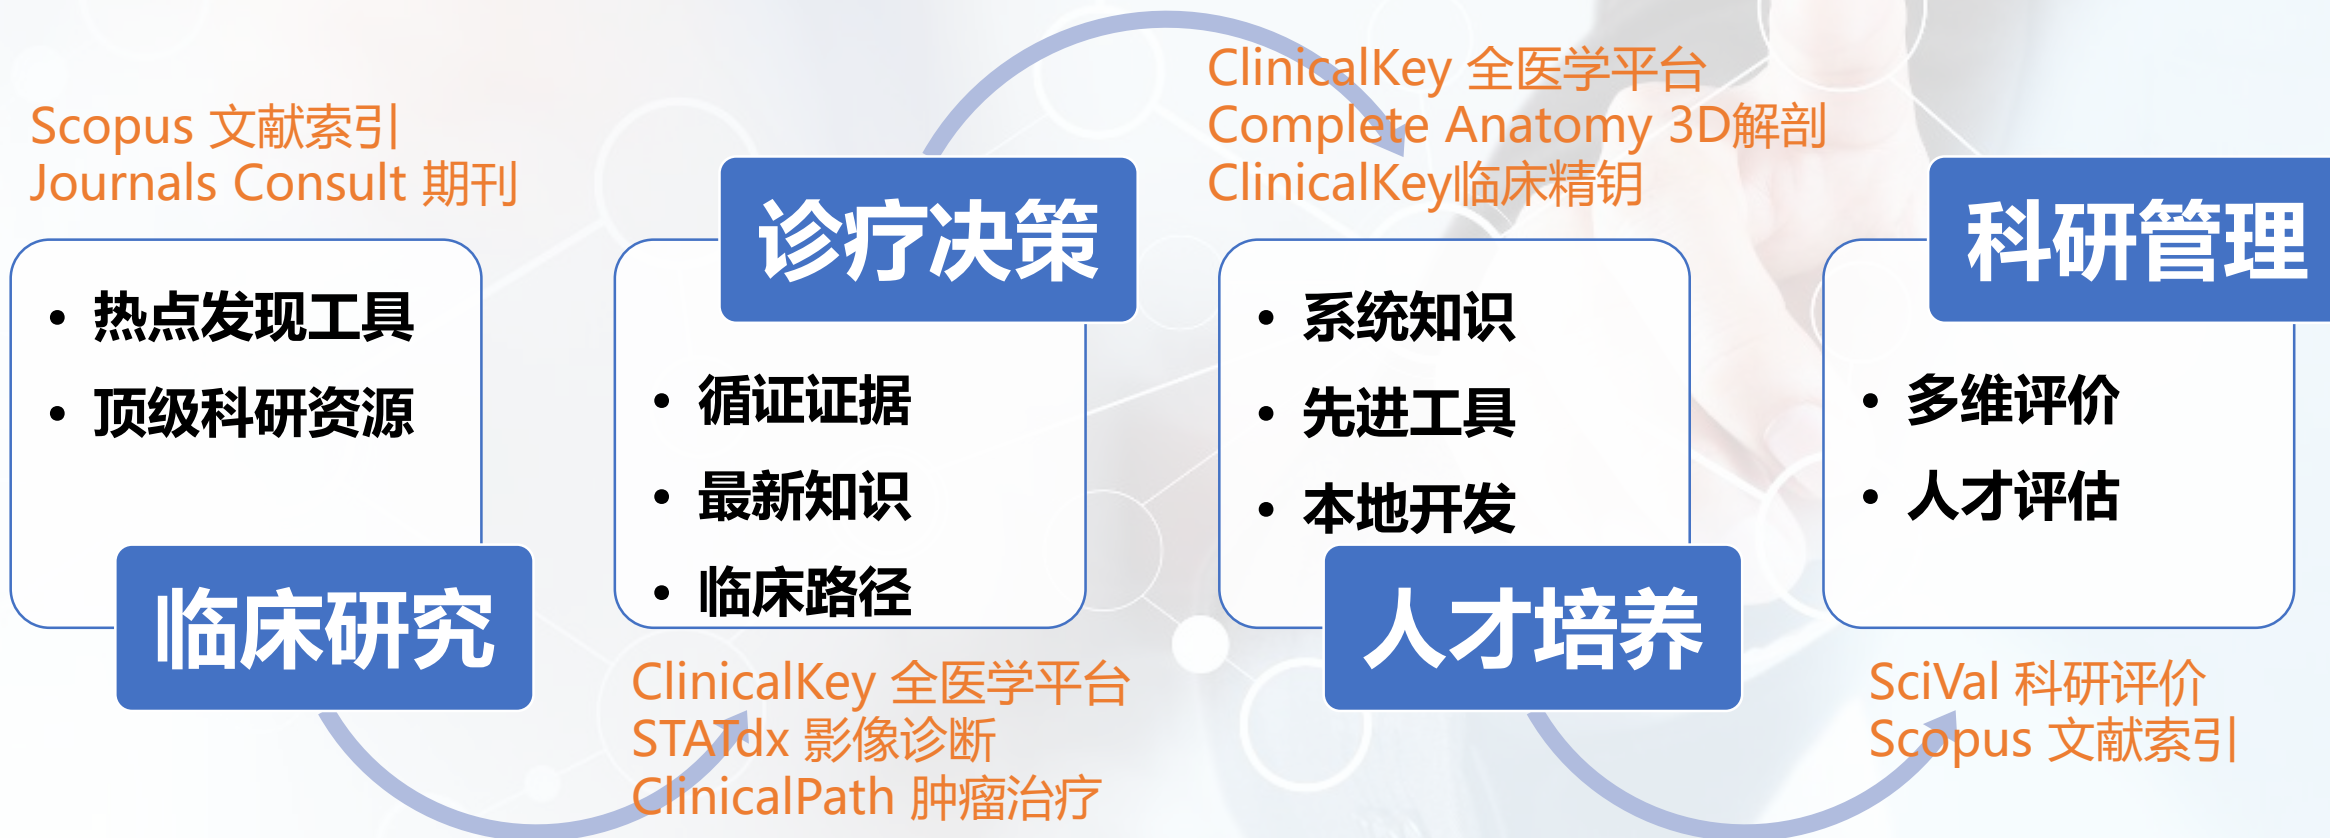 Scopus 文献索引
Journals Consult 期刊
• 热点发现工具
• 顶级科研资源
临床研究
诊疗决策
• 循证证据
• 最新知识
• 临床路径
ClinicalKey 全医学平台
STATdx 影像诊断
ClinicalPath 肿瘤治疗
ClinicalKey 全医学平台
Complete Anatomy 3D解剖
ClinicalKey临床精钥
• 系统知识
• 先进工具
• 本地开发
人才培养
科研管理
• 多维评价
• 人才评估
SciVal 科研评价
Scopus 文献索引